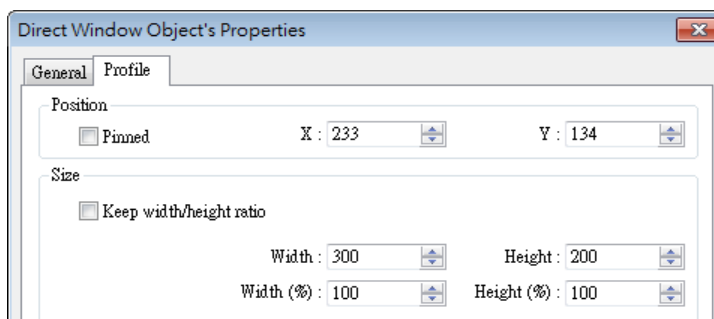 Direct Window Object's Properties
General Profile
Position
Pinned X : 233 Y : 134
Size
Keep width/height ratio
Width : 300 Height : 200
Width (%) : 100 Height (%) : 100